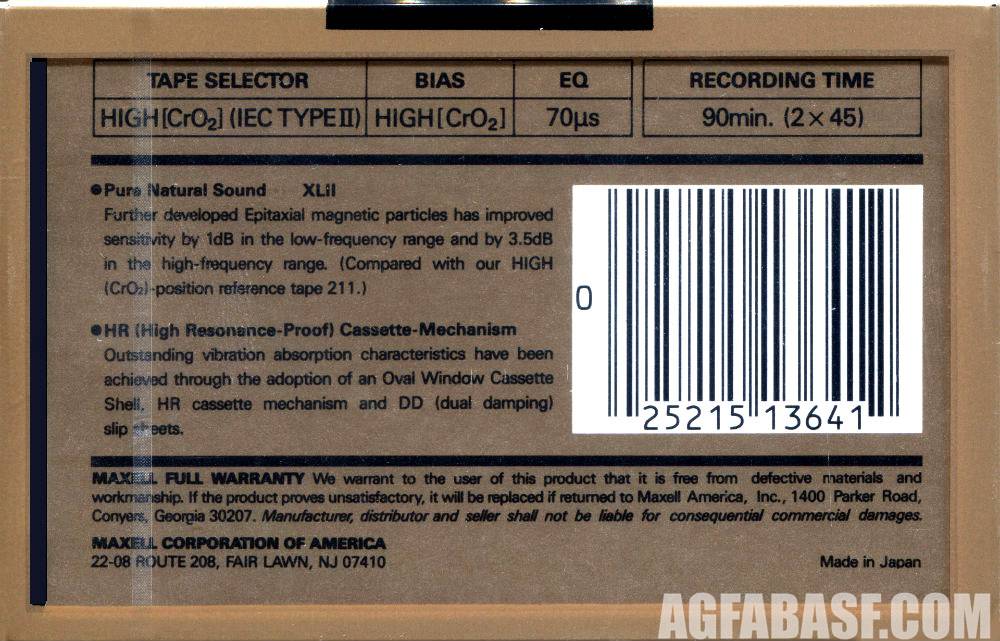 TAPE SELECTOR BIAS EQ RECORDING TIME
HIGH[CrO₂] (IEC TYPE II) HIGH[CrO₂] 70µs 90min. (2 × 45)
●Pure Natural Sound XLII
Further developed Epitaxial magnetic particles has improved
sensitivity by 1dB in the low-frequency range and by 3.5dB
in the high-frequency range. (Compared with our HIGH
(CrO₂)-position reference tape 211.)
●HR (High Resonance-Proof) Cassette-Mechanism
Outstanding vibration absorption characteristics have been
achieved through the adoption of an Oval Window Cassette
Shell, HR cassette mechanism and DD (dual damping)
slip sheets.
0 25215 13641
MAXELL FULL WARRANTY We warrant to the user of this product that it is free from defective materials and
workmanship. If the product proves unsatisfactory, it will be replaced if returned to Maxell America, Inc., 1400 Parker Road,
Conyers, Georgia 30207. Manufacturer, distributor and seller shall not be liable for consequential commercial damages.
MAXELL CORPORATION OF AMERICA
22-08 ROUTE 208, FAIR LAWN, NJ 07410 Made in Japan
AGFABASF.COM